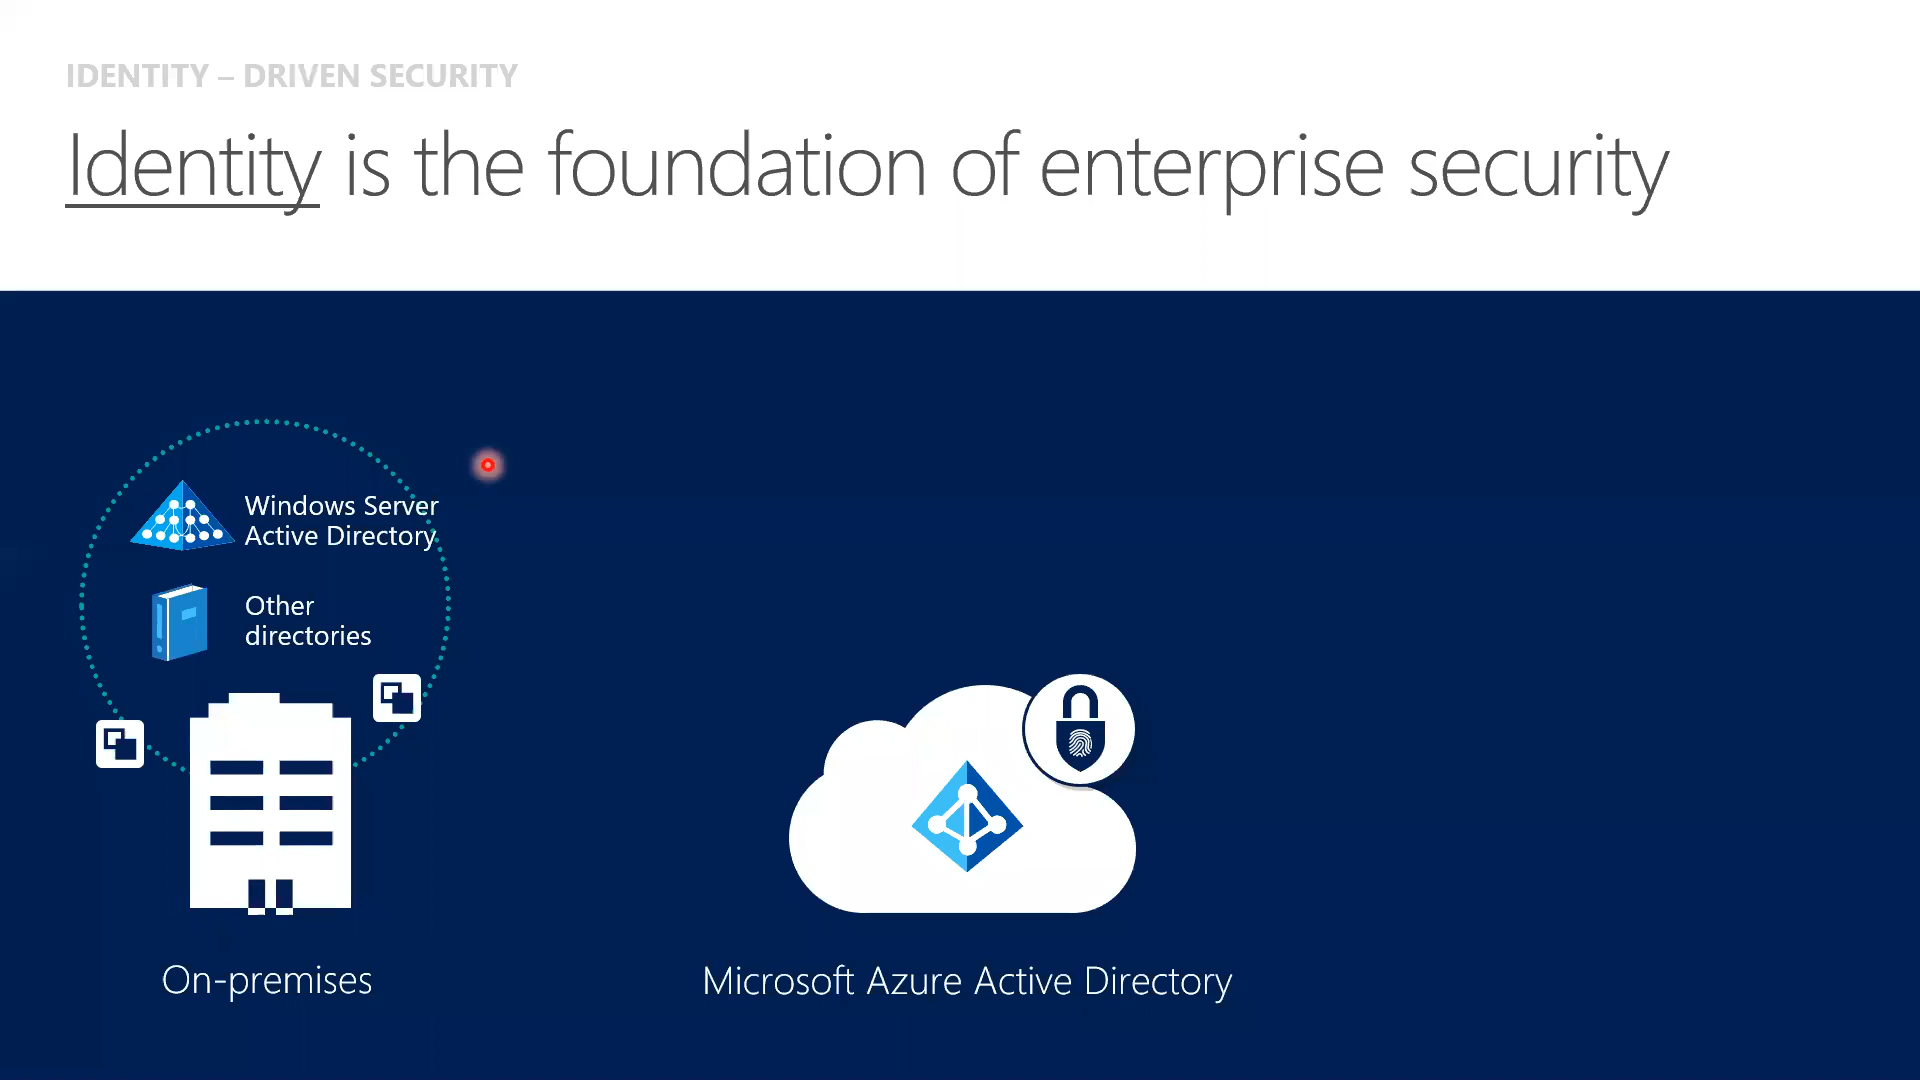 IDENTITY – DRIVEN SECURITY
Identity is the foundation of enterprise security
Windows Server
Active Directory
Other
directories
On-premises
Microsoft Azure Active Directory